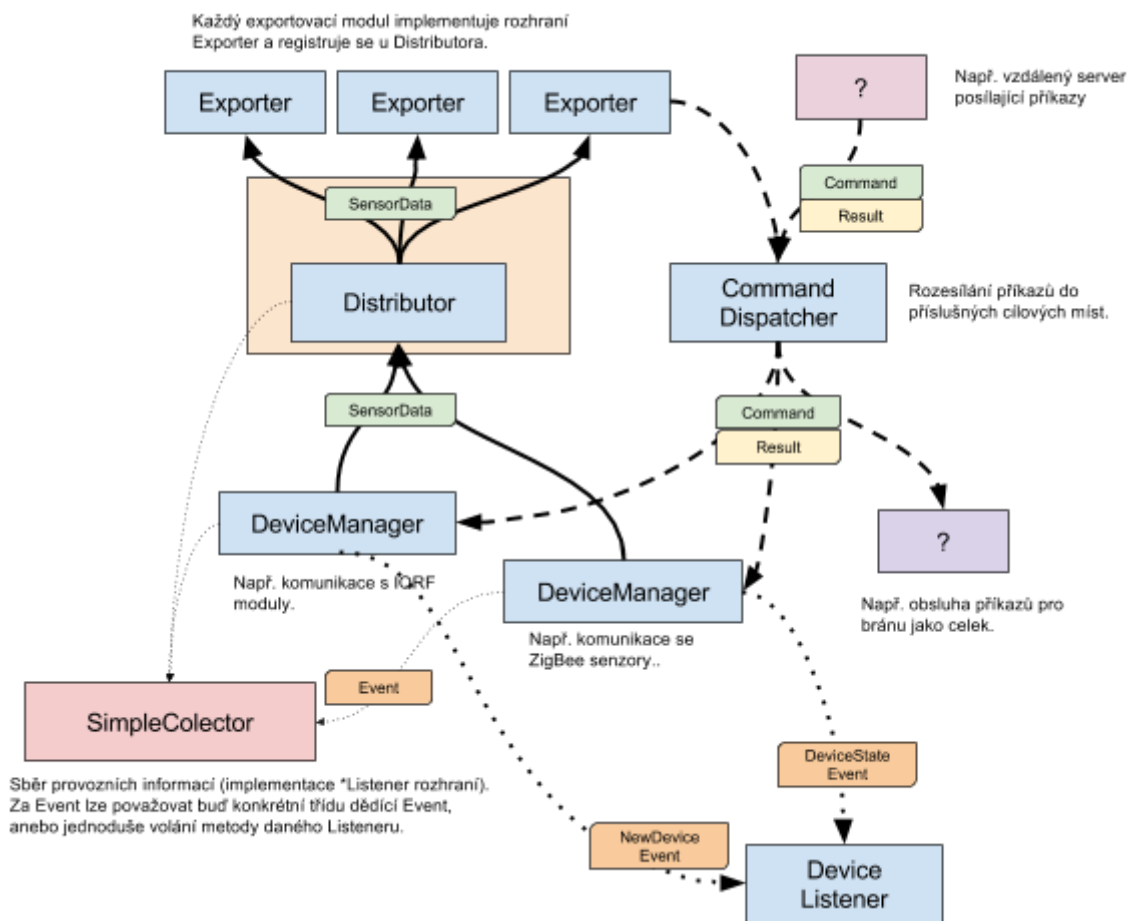 Každý exportovací modul implementuje rozhraní
Exporter a registruje se u Distributora.
Exporter
Exporter
Exporter
?
Např. vzdálený server
posílající příkazy
Command
Result
SensorData
Distributor
Command
Dispatcher
Rozesílání příkazů do
příslušných cílových míst.
SensorData
Command
Result
DeviceManager
Např. komunikace s IQRF
moduly.
DeviceManager
Např. komunikace se
ZigBee senzory..
?
Např. obsluha příkazů pro
bránu jako celek.
Event
SimpleColector
Sběr provozních informací (implementace *Listener rozhraní).
Za Event lze považovat buď konkrétní třídu dědící Event,
anebo jednoduše volání metody daného Listeneru.
DeviceState
Event
NewDevice
Event
Device
Listener